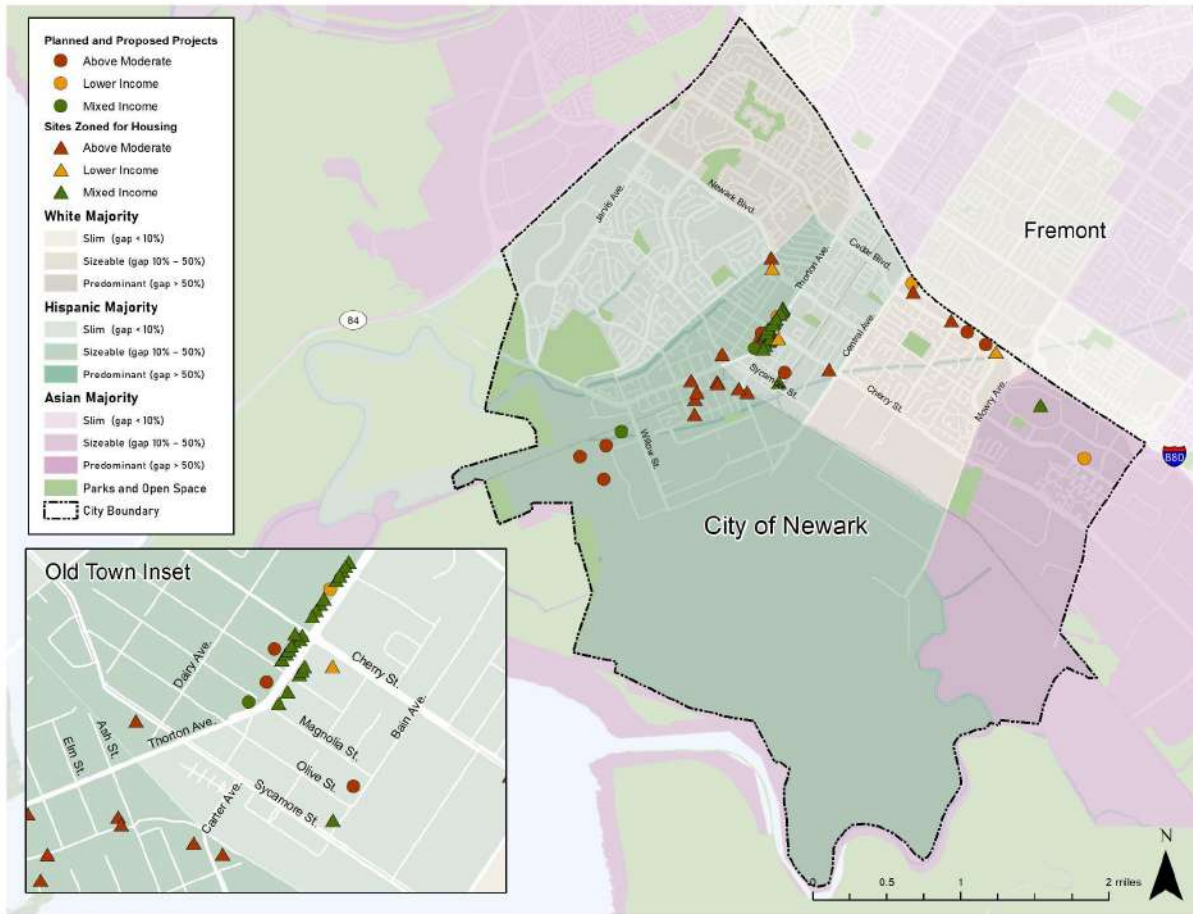 Planned and Proposed Projects
Above Moderate
Lower Income
Mixed Income
Sites Zoned for Housing
Above Moderate
Lower Income
Mixed Income
White Majority
Slim (gap < 10%)
Sizeable (gap 10% – 50%)
Predominant (gap > 50%)
Hispanic Majority
Slim (gap < 10%)
Sizeable (gap 10% – 50%)
Predominant (gap > 50%)
Asian Majority
Slim (gap < 10%)
Sizeable (gap 10% – 50%)
Predominant (gap > 50%)
Parks and Open Space
City Boundary
84
Jarvis Ave.
Newark Blvd.
Thorton Ave.
Cedar Blvd.
Fremont
Central Ave.
Sycamore St.
Cherry St.
Mowry Ave.
Willow St.
880
City of Newark
Old Town Inset
Dairy Ave.
Cherry St.
Bain Ave.
Thorton Ave.
Magnolia St.
Ash St.
Elm St.
Olive St.
Sycamore St.
Carter Ave.
N
0 0.5 1 2 miles